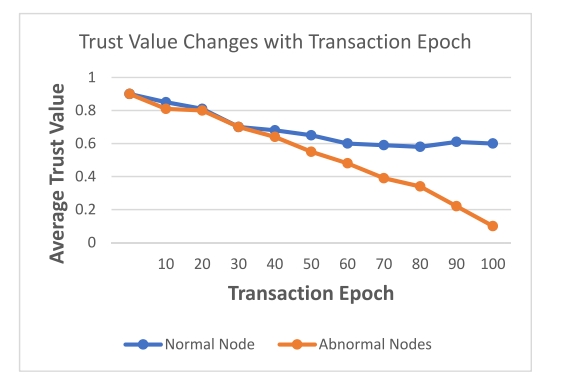 Trust Value Changes with Transaction Epoch
Average Trust Value
1
0.8
0.6
0.4
0.2
0
10 20 30 40 50 60 70 80 90 100
Transaction Epoch
Normal Node Abnormal Nodes